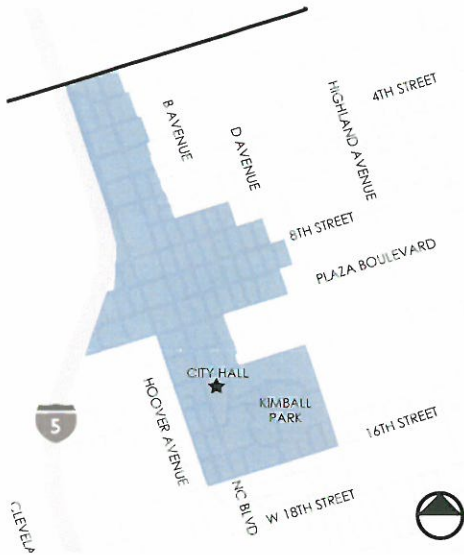 4TH STREET
HIGHLAND AVENUE
B AVENUE
D AVENUE
8TH STREET
PLAZA BOULEVARD
CITY HALL
KIMBALL
PARK
HOOVER AVENUE
5
16TH STREET
NC BLVD
W 18TH STREET
CLEVELA